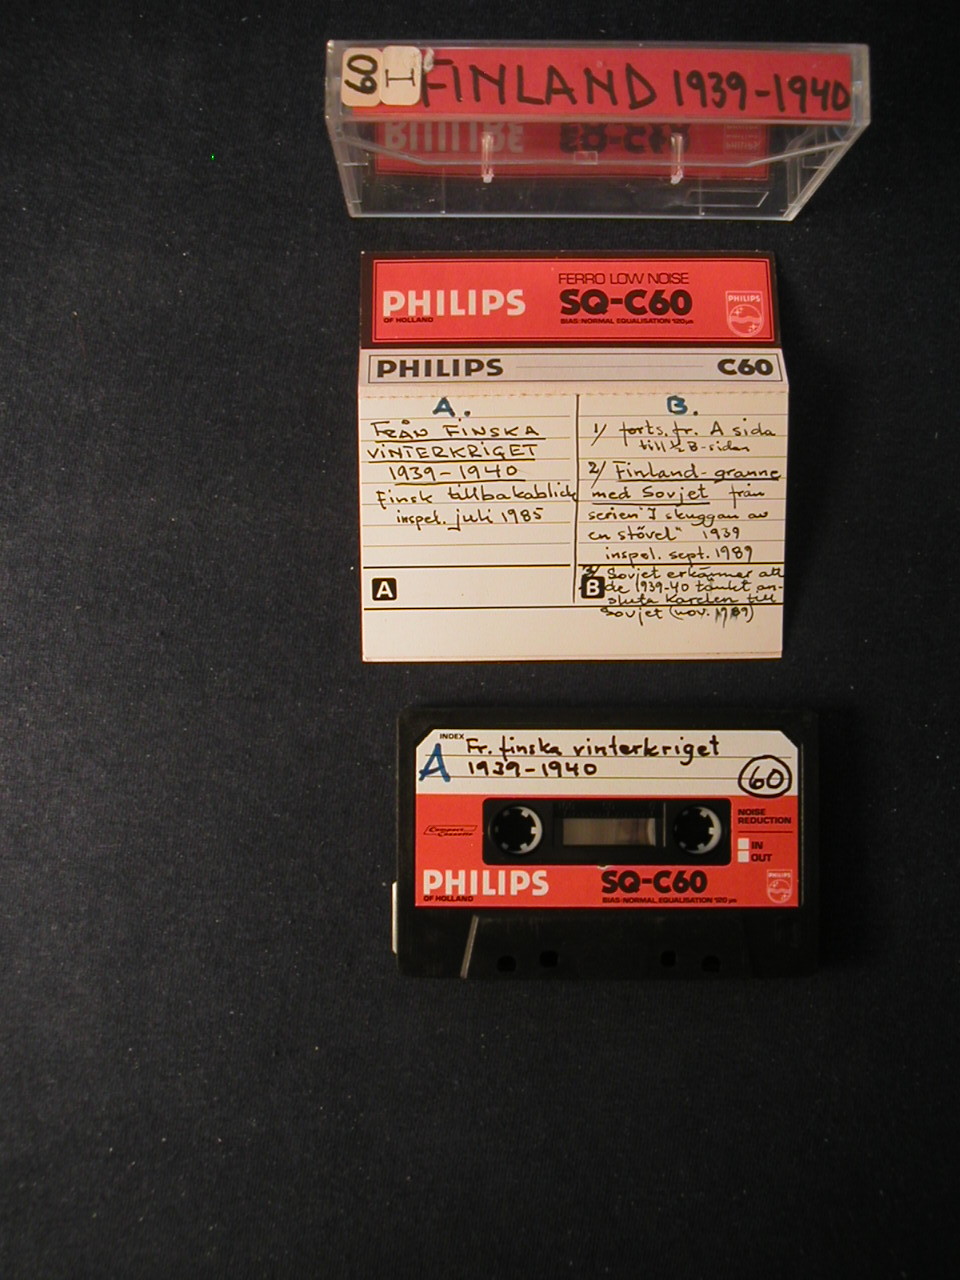 60 I FINLAND 1939-1940
FERRO LOW NOISE
PHILIPS SQ-C60 PHILIPS
OF HOLLAND BIAS: NORMAL EQUALISATION 120 µs
PHILIPS C60
A.
FRÅN FINSKA
VINTERKRIGET
1939-1940
Finsk tillbakablick
inspel. juli 1985
A
B.
1/ forts. fr. A sida
till ½ B-sidan
2/ Finland-granne
med Sovjet från
serien "I skuggan av
en stövel" 1939
inspel. sept. 1989
3/ Sovjet erkänner att
B de 1939-40 tänkt an-
sluta Karelen till
Sovjet (nov. 1989)
INDEX
A Fr. finska vinterkriget
1939-1940
60
NOISE
REDUCTION
Compact
Cassette
IN
OUT
PHILIPS SQ-C60 PHILIPS
OF HOLLAND BIAS: NORMAL, EQUALISATION 120 µs